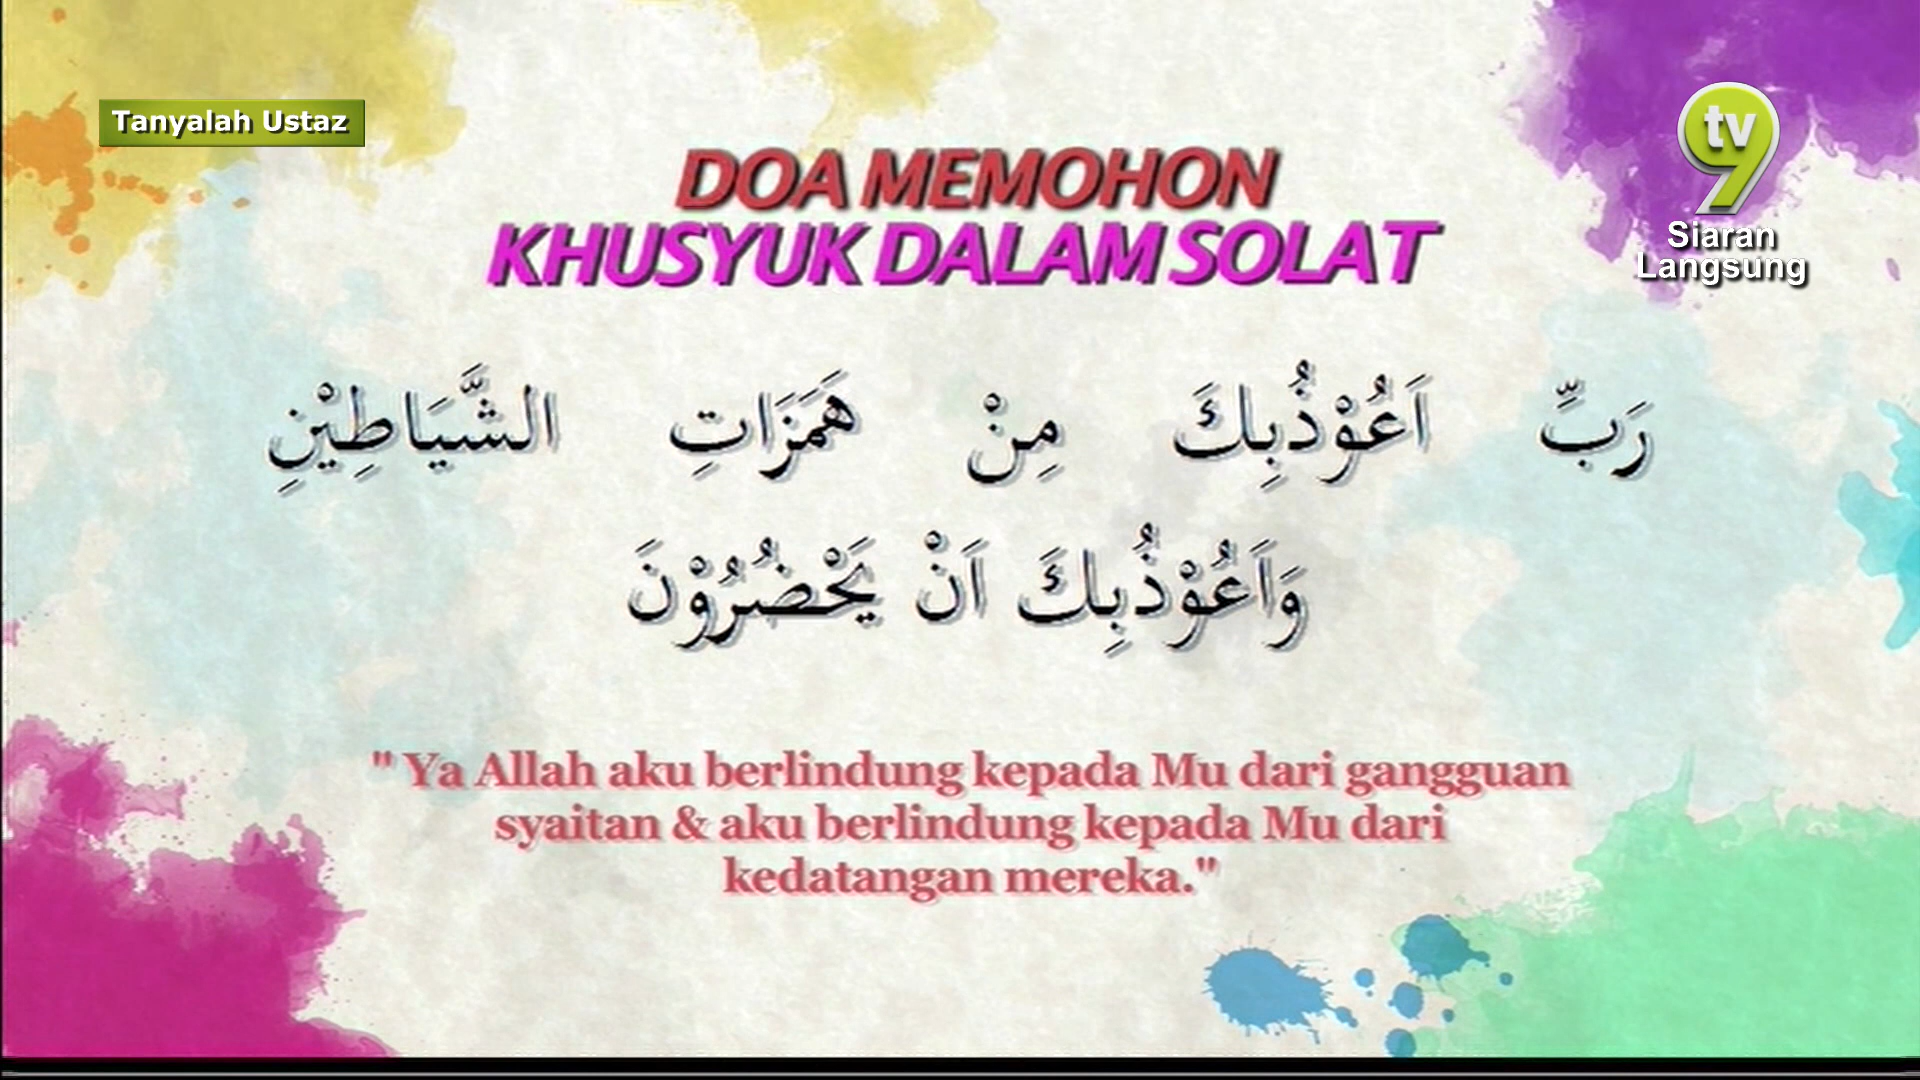 Tanyalah Ustaz
tv9
Siaran
Langsung
DOA MEMOHON
KHUSYUK DALAM SOLAT
رَبِّ اَعُوْذُبِكَ مِنْ هَمَزَاتِ الشَّيَاطِيْنِ
وَاَعُوْذُبِكَ اَنْ يَحْضُرُوْنَ
" Ya Allah aku berlindung kepada Mu dari gangguan
syaitan & aku berlindung kepada Mu dari
kedatangan mereka."